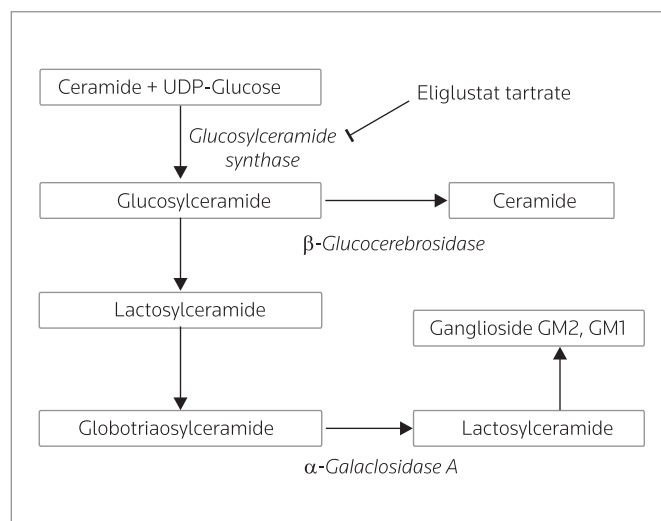 Ceramide + UDP-Glucose
Eliglustat tartrate
Glucosylceramide
synthase
Glucosylceramide
Ceramide
β-Glucocerebrosidase
Lactosylceramide
Ganglioside GM2, GM1
Globotriaosylceramide
Lactosylceramide
α-Galaclosidase A